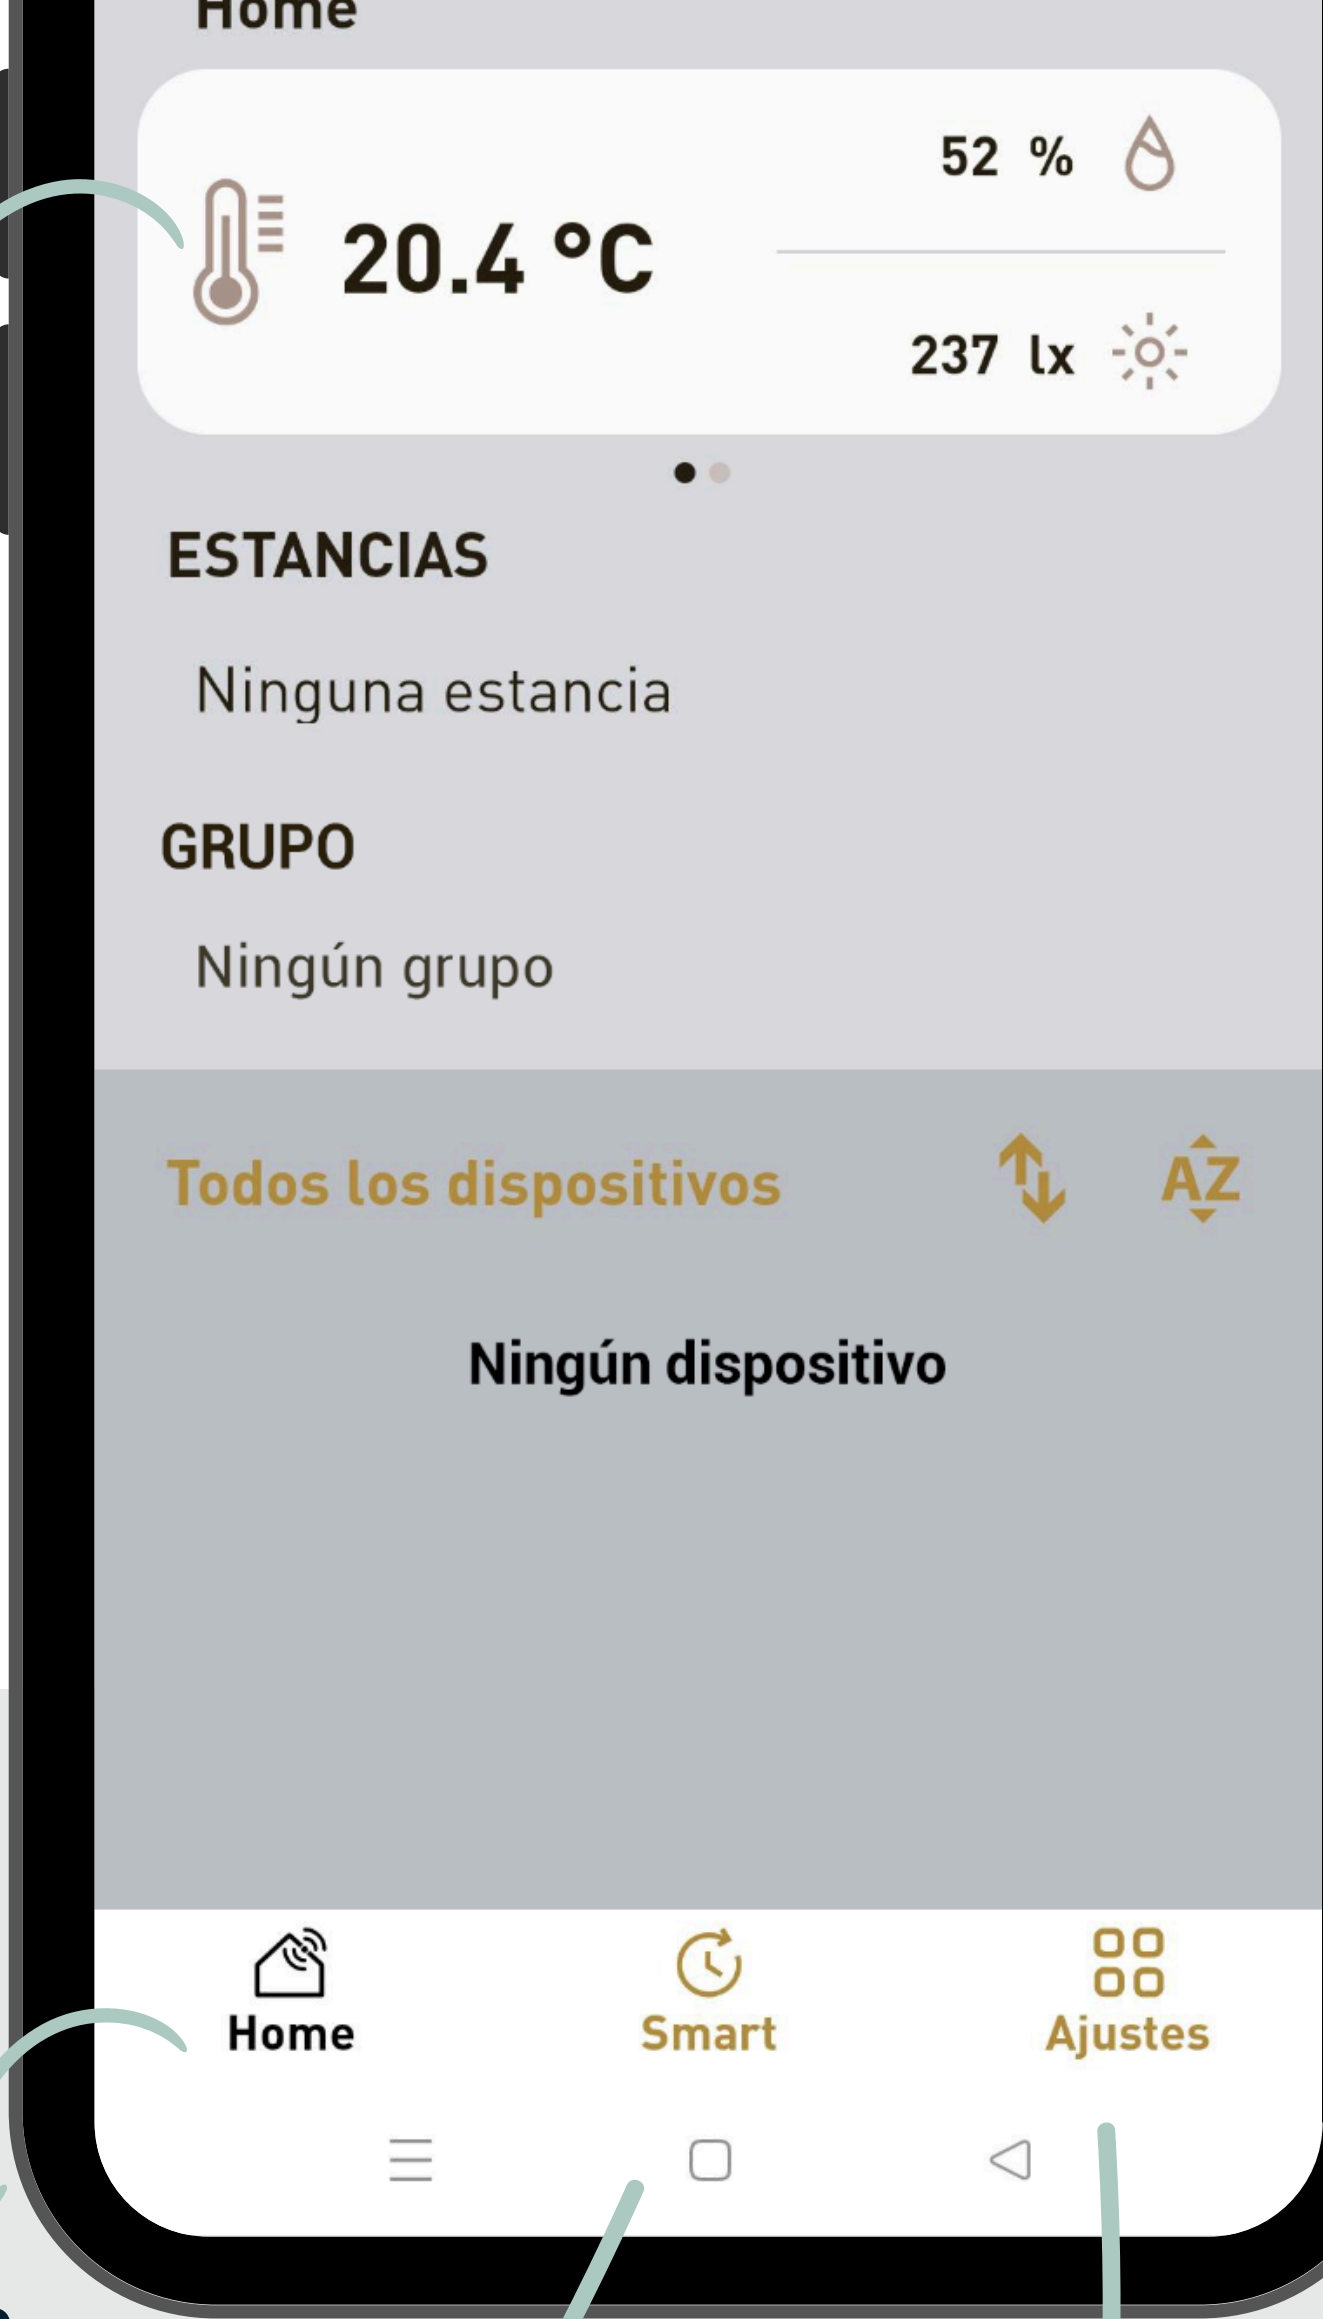 Home
52 %
20.4 °C
237 lx
ESTANCIAS
Ninguna estancia
GRUPO
Ningún grupo
Todos los dispositivos
AZ
Ningún dispositivo
Home Smart Ajustes